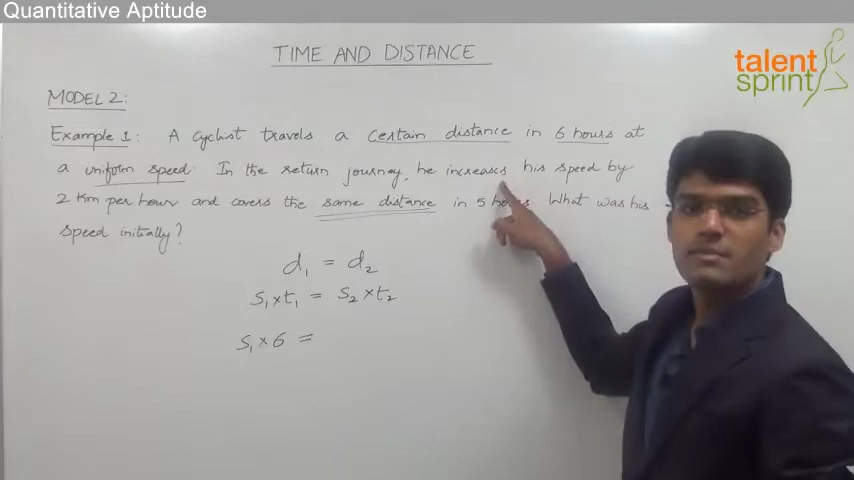 Quantitative Aptitude
talent
sprint
TIME AND DISTANCE
MODEL 2:
Example 1: A cyclist travels a certain distance in 6 hours at
a uniform speed. In the return journey, he increases his speed by
2 Km per hour and covers the same distance in 5 hours. What was his
speed initially?
d₁ = d₂
S₁ × t₁ = S₂ × t₂
S₁ × 6 =